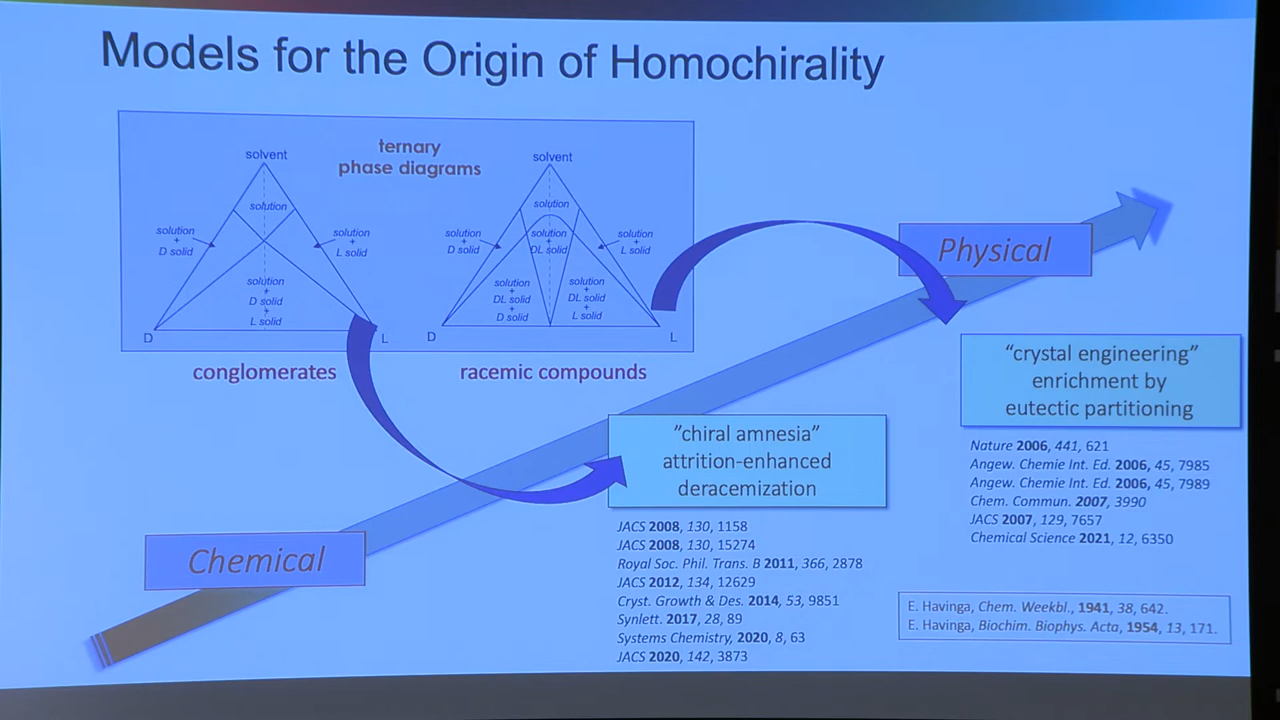 Models for the Origin of Homochirality
ternary
phase diagrams
solvent
solution
solution
+
D solid
solution
+
L solid
solution
+
D solid
+
L solid
D
L
solvent
solution
solution
+
D solid
solution
+
DL solid
solution
+
L solid
solution
+
DL solid
+
D solid
solution
+
DL solid
+
L solid
D
L
conglomerates
racemic compounds
Physical
"crystal engineering"
enrichment by
eutectic partitioning
Nature 2006, 441, 621
Angew. Chemie Int. Ed. 2006, 45, 7985
Angew. Chemie Int. Ed. 2006, 45, 7989
Chem. Commun. 2007, 3990
JACS 2007, 129, 7657
Chemical Science 2021, 12, 6350
"chiral amnesia"
attrition-enhanced
deracemization
JACS 2008, 130, 1158
JACS 2008, 130, 15274
Royal Soc. Phil. Trans. B 2011, 366, 2878
JACS 2012, 134, 12629
Cryst. Growth & Des. 2014, 53, 9851
Synlett. 2017, 28, 89
Systems Chemistry, 2020, 8, 63
JACS 2020, 142, 3873
Chemical
E. Havinga, Chem. Weekbl., 1941, 38, 642.
E. Havinga, Biochim. Biophys. Acta, 1954, 13, 171.